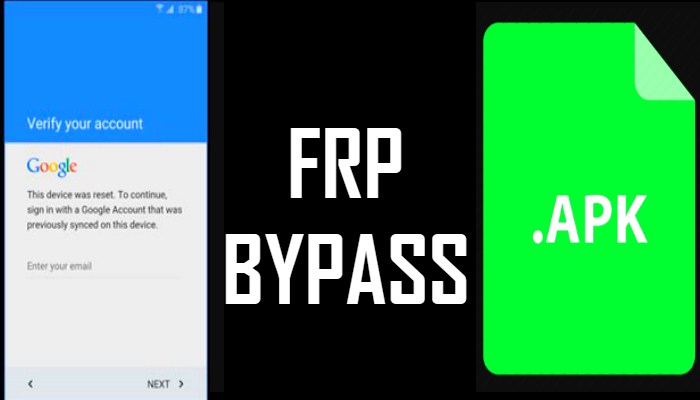 87%
Verify your account
Google
This device was reset. To continue,
sign in with a Google Account that was
previously synced on this device.
Enter your email
NEXT
FRP
BYPASS
.APK